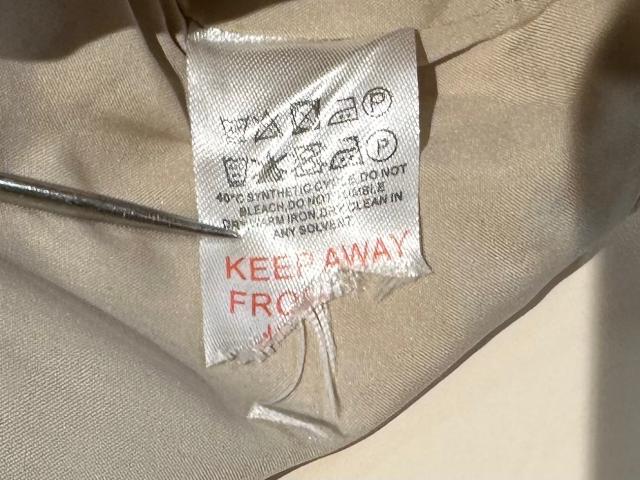 P
P
40°C SYNTHETIC CYCLE.DO NOT
BLEACH.DO NOT TUMBLE
DRY.WARM IRON.DRY CLEAN IN
ANY SOLVENT
KEEP AWAY
FROM